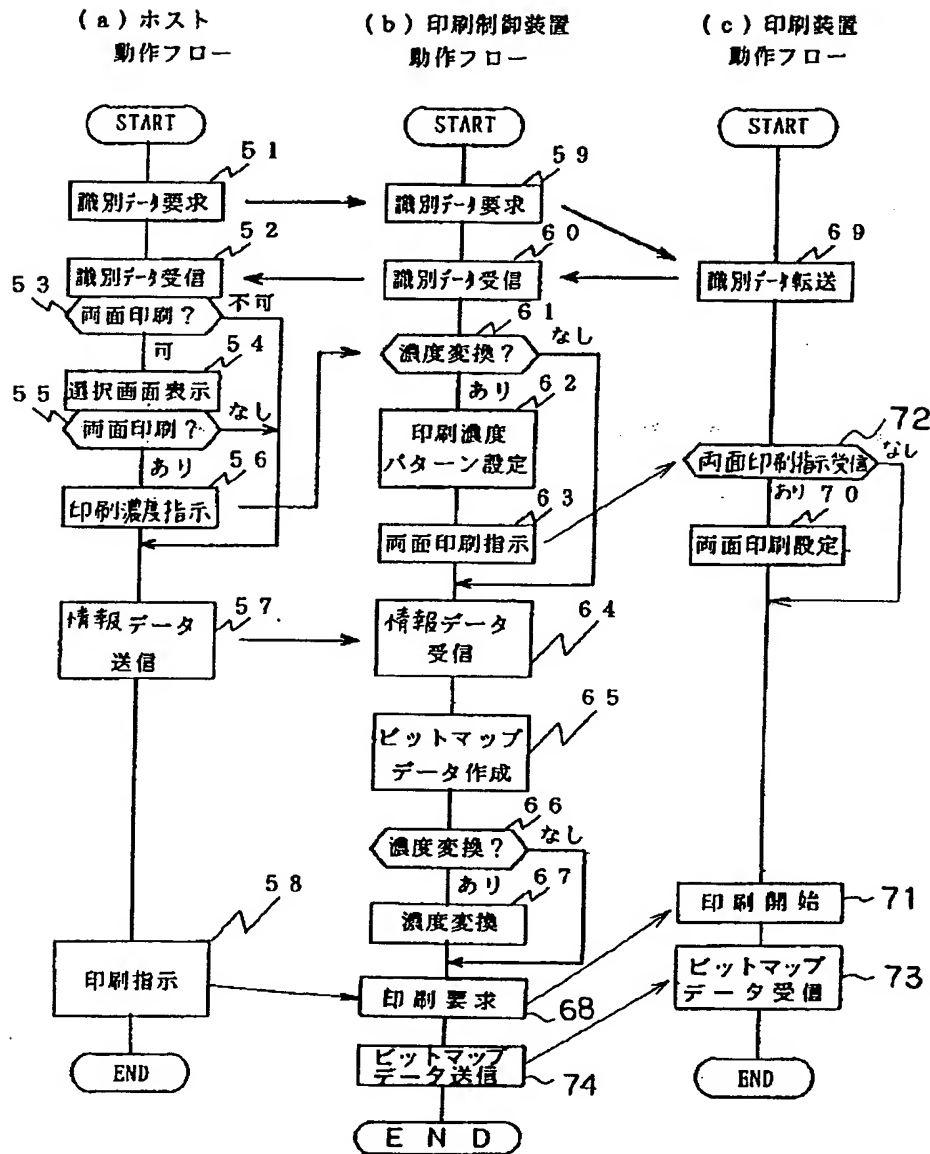 (a)ホスト
動作フロー
START
51
識別データ要求
52
識別データ受信
53
両面印刷?
不可
可
54
選択画面表示
55
両面印刷?
なし
あり
56
印刷濃度指示
57
情報データ
送信
58
印刷指示
END
(b)印刷制御装置
動作フロー
START
59
識別データ要求
60
識別データ受信
61
濃度変換?
なし
あり
62
印刷濃度
パターン設定
63
両面印刷指示
64
情報データ
受信
65
ビットマップ
データ作成
66
濃度変換?
なし
あり
67
濃度変換
印刷要求
68
ビットマップ
データ送信
74
END
(c)印刷装置
動作フロー
START
69
識別データ転送
72
両面印刷指示受信
なし
あり
70
両面印刷設定
印刷開始
71
ビットマップ
データ受信
73
END